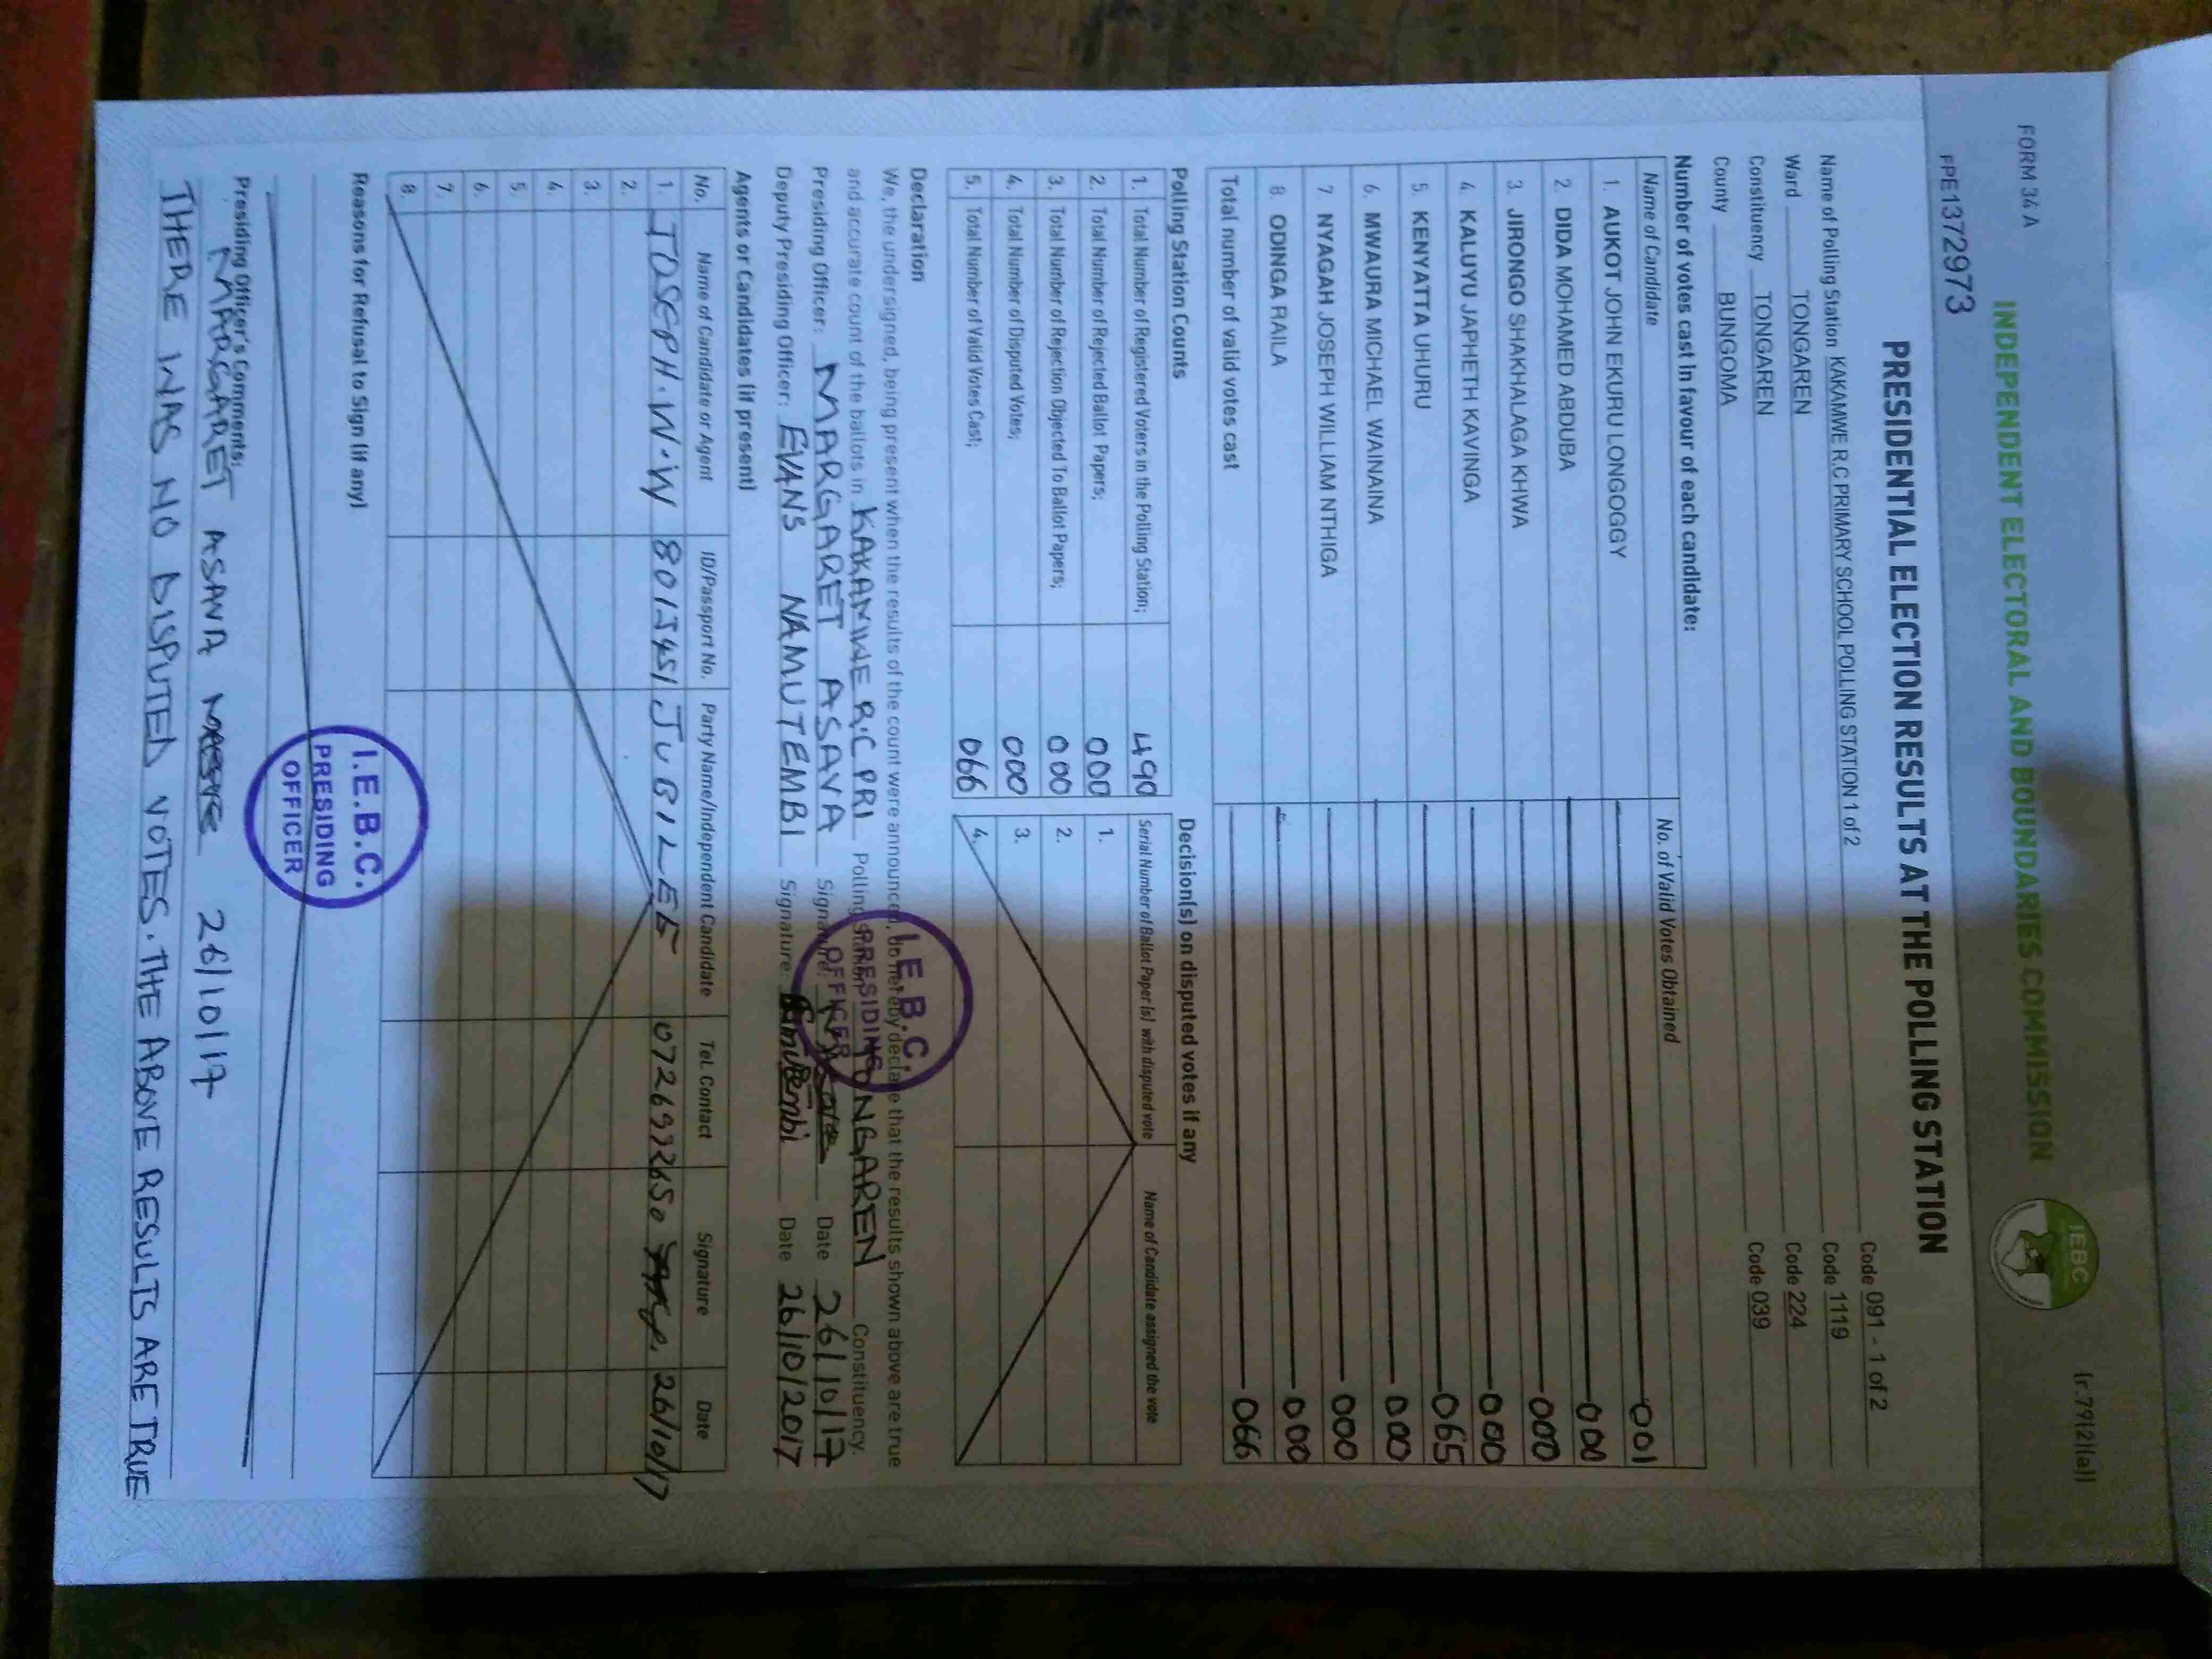 FORM 34 A
(r.79(2)(a))
INDEPENDENT ELECTORAL AND BOUNDARIES COMMISSION
IEBC
PPE1372973
PRESIDENTIAL ELECTION RESULTS AT THE POLLING STATION
Name of Polling Station KAKAMWE R.C PRIMARY SCHOOL POLLING STATION 1 of 2 Code 091 - 1 of 2
Ward TONGAREN Code 1119
Constituency TONGAREN Code 224
County BUNGOMA Code 039
Number of votes cast in favour of each candidate:
Name of Candidate No. of Valid Votes Obtained
1. AUKOT JOHN EKURU LONGOGGY 001
2. DIDA MOHAMED ABDUBA 000
3. JIRONGO SHAKHALAGA KHWA 000
4. KALUYU JAPHETH KAVINGA 000
5. KENYATTA UHURU 065
6. MWAURA MICHAEL WAINAINA 000
7. NYAGAH JOSEPH WILLIAM NTHIGA 000
8. ODINGA RAILA 000
Total number of valid votes cast 066
Polling Station Counts Decision(s) on disputed votes if any
1. Total Number of Registered Voters in the Polling Station; 490 Serial Number of Ballot Paper (s) with disputed vote Name of Candidate assigned the vote
2. Total Number of Rejected Ballot Papers; 000 1.
3. Total Number of Rejection Objected To Ballot Papers; 000 2.
4. Total Number of Disputed Votes; 000 3.
5. Total Number of Valid Votes Cast; 066 4.
Declaration
We, the undersigned, being present when the results of the count were announced, do hereby declare that the results shown above are true
and accurate count of the ballots in KAKAMWE R.C PRI Polling Station TONGAREN Constituency.
Presiding Officer: MARGARET ASAVA Signature: Date 26/10/17
Deputy Presiding Officer: EVANS NAMUTEMBI Signature: Date 26/10/2017
I.E.B.C.
PRESIDING
OFFICER
Agents or Candidates (if present)
No. Name of Candidate or Agent ID/Passport No. Party Name/Independent Candidate Tel. Contact Signature Date
1. JOSEPH.W.W JUBILEE 26/10/17
2.
3.
4.
5.
6.
7.
8.
Reasons for Refusal to Sign (if any)
I.E.B.C.
PRESIDING
OFFICER
Presiding Officer's Comments:
MARGARET ASAVA 26/10/17
THERE WAS NO DISPUTED VOTES. THE ABOVE RESULTS ARE TRUE